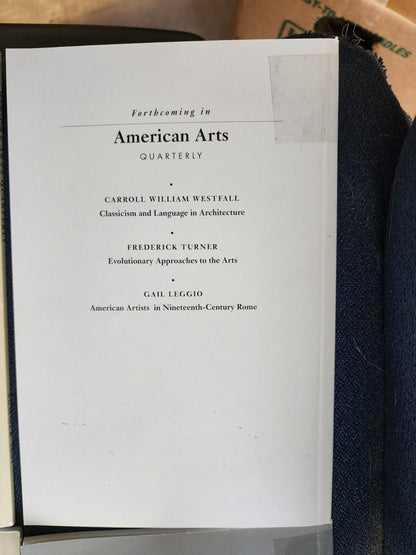 Forthcoming in
American Arts
QUARTERLY
•
CARROLL WILLIAM WESTFALL
Classicism and Language in Architecture
•
FREDERICK TURNER
Evolutionary Approaches to the Arts
•
GAIL LEGGIO
American Artists in Nineteenth-Century Rome